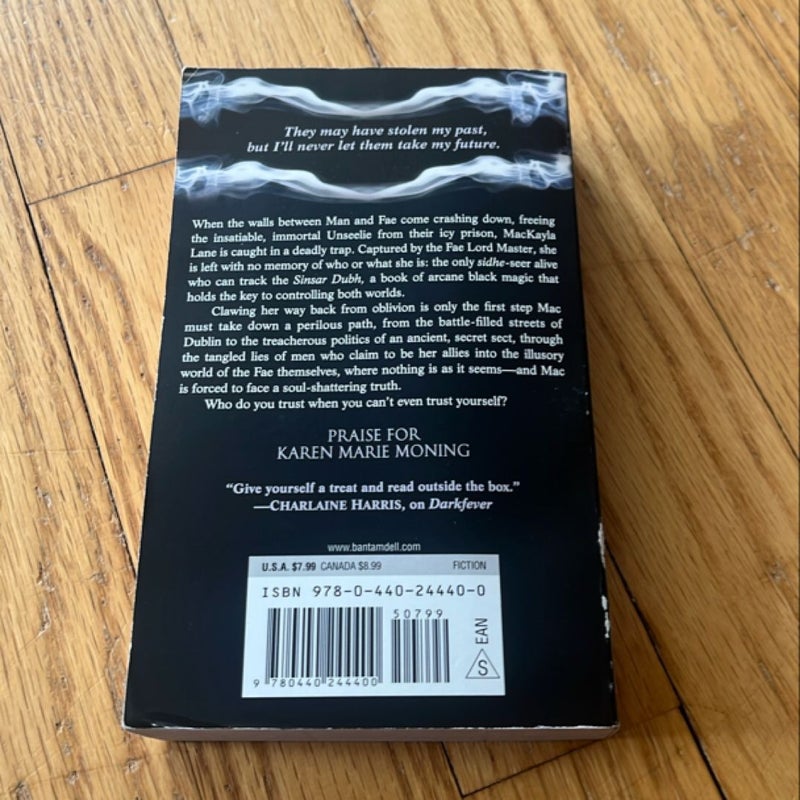 They may have stolen my past,
but I'll never let them take my future.
When the walls between Man and Fae come crashing down, freeing
the insatiable, immortal Unseelie from their icy prison, MacKayla
Lane is caught in a deadly trap. Captured by the Fae Lord Master, she
is left with no memory of who or what she is: the only sidhe-seer alive
who can track the Sinsar Dubh, a book of arcane black magic that
holds the key to controlling both worlds.
Clawing her way back from oblivion is only the first step Mac
must take down a perilous path, from the battle-filled streets of
Dublin to the treacherous politics of an ancient, secret sect, through
the tangled lies of men who claim to be her allies into the illusory
world of the Fae themselves, where nothing is as it seems—and Mac
is forced to face a soul-shattering truth.
Who do you trust when you can't even trust yourself?
PRAISE FOR
KAREN MARIE MONING
"Give yourself a treat and read outside the box."
—CHARLAINE HARRIS, on Darkfever
www.bantamdell.com
U.S.A. $7.99 CANADA $8.99 FICTION
ISBN 978-0-440-24440-0
50799
EAN
S
9 780440 244400